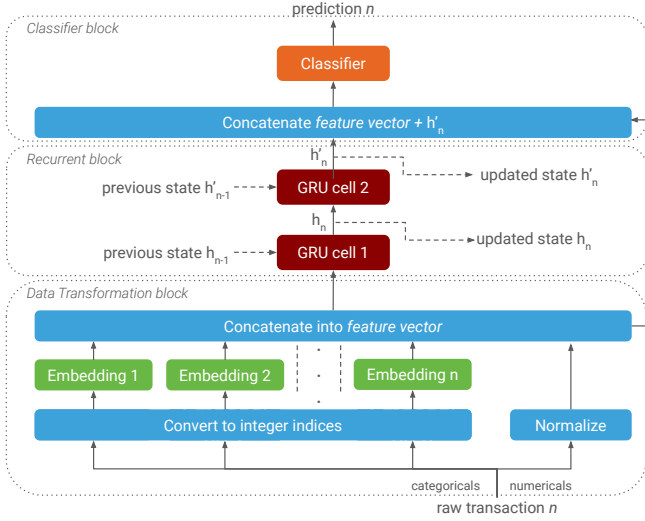 prediction n
Classifier block
Classifier
Concatenate feature vector + h'n
Recurrent block
h'n
GRU cell 2
previous state h'n-1
updated state h'n
hn
GRU cell 1
previous state hn-1
updated state hn
Data Transformation block
Concatenate into feature vector
Embedding 1
Embedding 2
. . .
Embedding n
Convert to integer indices
Normalize
categoricals
numericals
raw transaction n